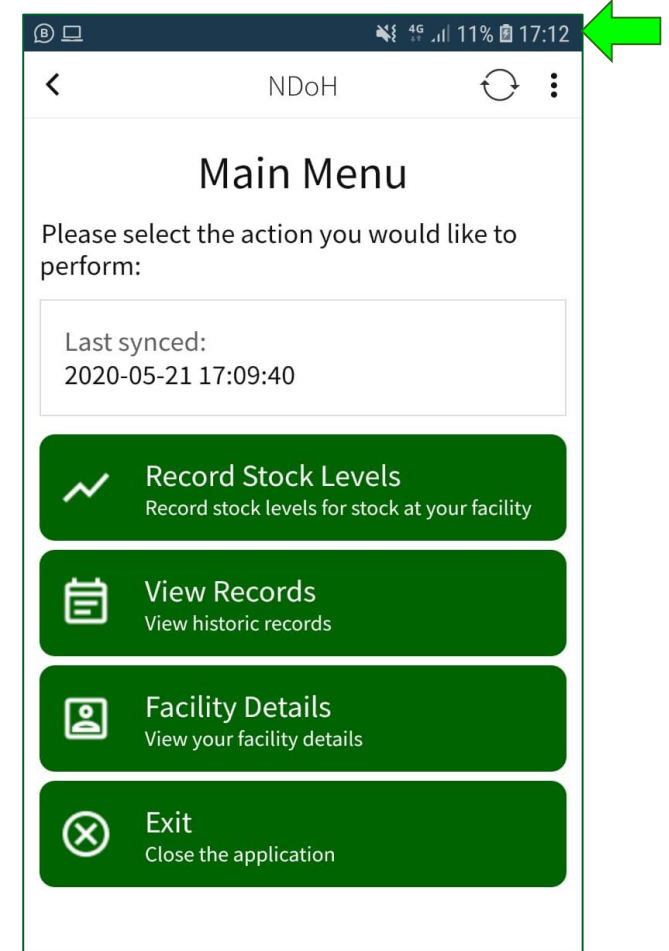 4G 11% 17:12
NDoH
Main Menu
Please select the action you would like to
perform:
Last synced:
2020-05-21 17:09:40
Record Stock Levels
Record stock levels for stock at your facility
View Records
View historic records
Facility Details
View your facility details
Exit
Close the application